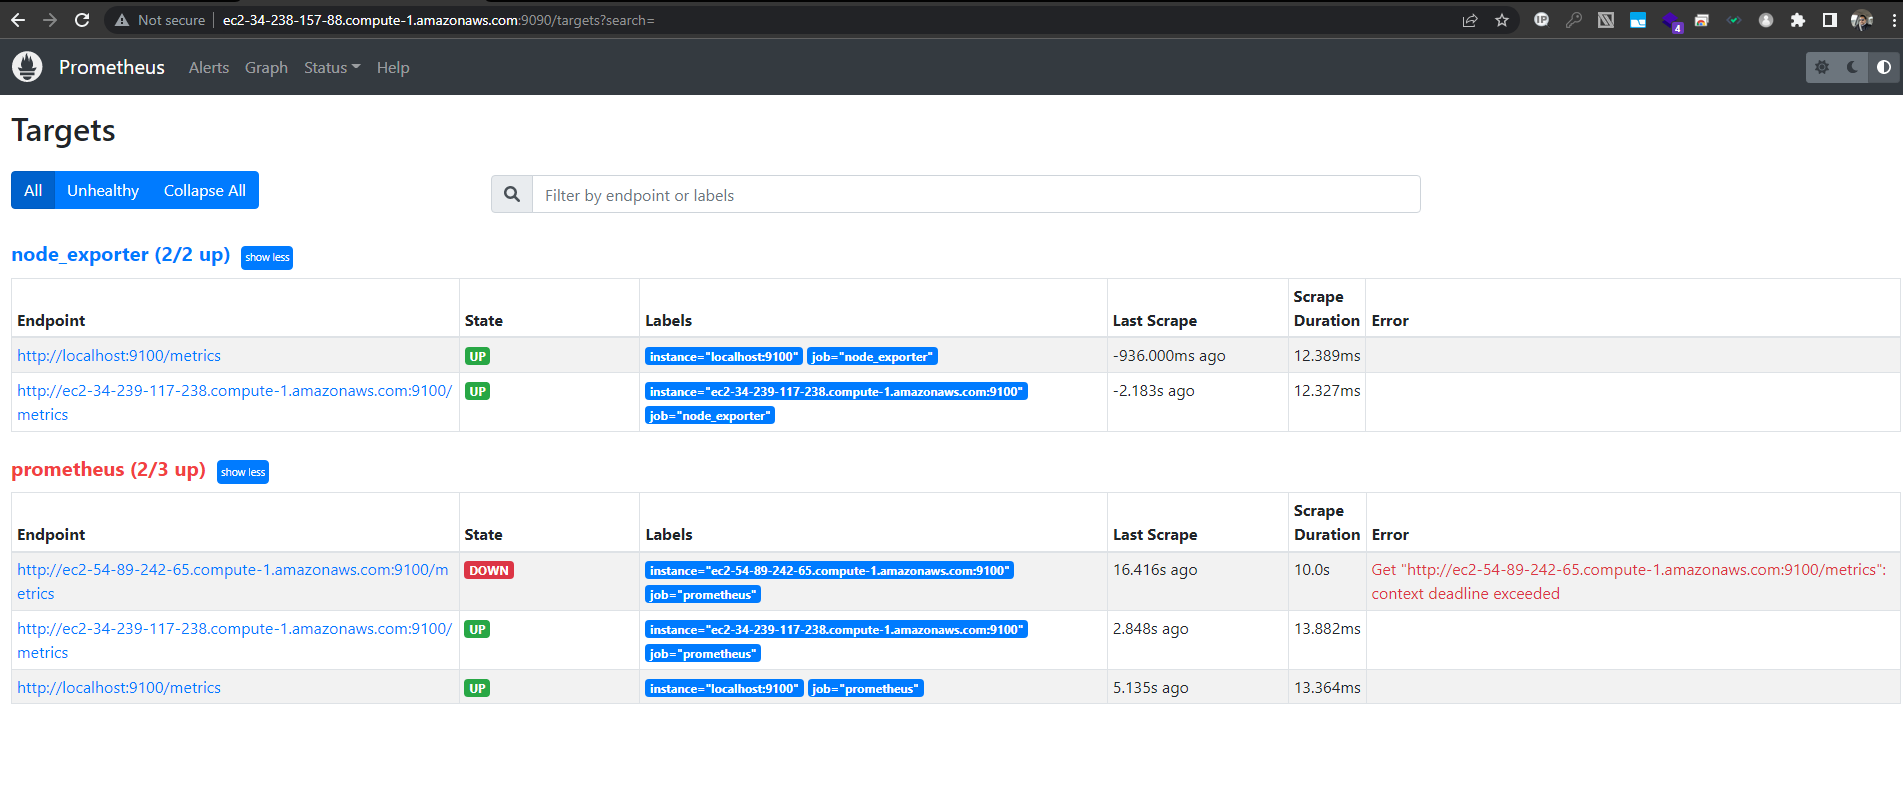 Not secure | ec2-34-238-157-88.compute-1.amazonaws.com:9090/targets?search=
4
Prometheus Alerts Graph Status Help
Targets
All Unhealthy Collapse All
Filter by endpoint or labels
node_exporter (2/2 up) show less
Endpoint State Labels Last Scrape Scrape Duration Error
http://localhost:9100/metrics UP instance="localhost:9100" job="node_exporter" -936.000ms ago 12.389ms
http://ec2-34-239-117-238.compute-1.amazonaws.com:9100/ UP instance="ec2-34-239-117-238.compute-1.amazonaws.com:9100" -2.183s ago 12.327ms
metrics job="node_exporter"
prometheus (2/3 up) show less
Endpoint State Labels Last Scrape Scrape Duration Error
http://ec2-54-89-242-65.compute-1.amazonaws.com:9100/m DOWN instance="ec2-54-89-242-65.compute-1.amazonaws.com:9100" 16.416s ago 10.0s Get "http://ec2-54-89-242-65.compute-1.amazonaws.com:9100/metrics":
etrics job="prometheus" context deadline exceeded
http://ec2-34-239-117-238.compute-1.amazonaws.com:9100/ UP instance="ec2-34-239-117-238.compute-1.amazonaws.com:9100" 2.848s ago 13.882ms
metrics job="prometheus"
http://localhost:9100/metrics UP instance="localhost:9100" job="prometheus" 5.135s ago 13.364ms